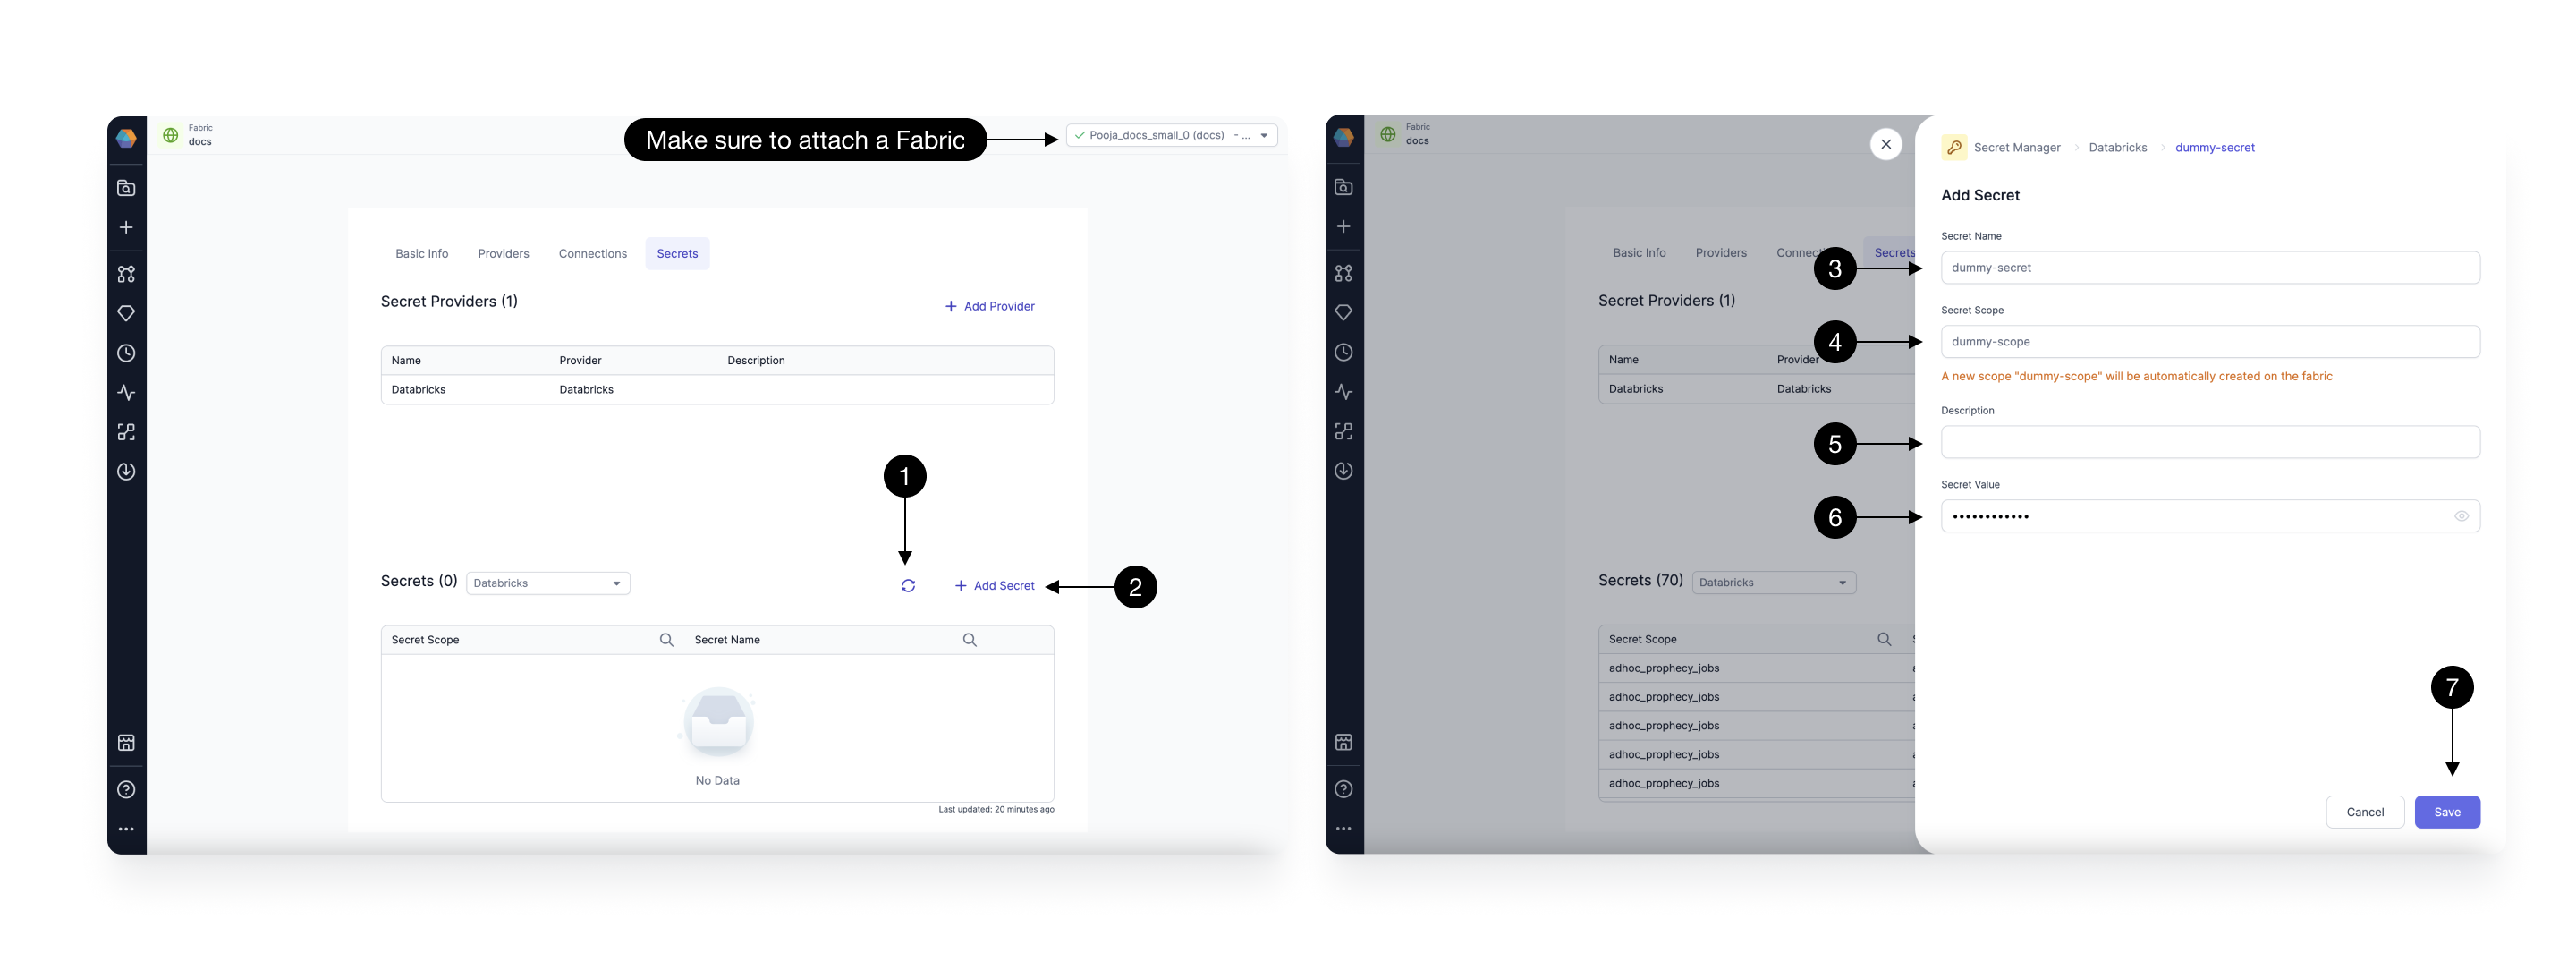 Fabric
docs
Make sure to attach a Fabric
Pooja_docs_small_0 (docs) - ...
Basic Info Providers Connections Secrets
Secret Providers (1)
Add Provider
Name Provider Description
Databricks Databricks
1
Secrets (0) Databricks
Add Secret
2
Secret Scope Secret Name
No Data
Last updated: 20 minutes ago
Fabric
docs
Basic Info Providers Connec Secrets
Secret Providers (1)
Name Provider
Databricks Databricks
Secrets (70) Databricks
Secret Scope
adhoc_prophecy_jobs
adhoc_prophecy_jobs
adhoc_prophecy_jobs
adhoc_prophecy_jobs
adhoc_prophecy_jobs
Secret Manager Databricks dummy-secret
Add Secret
Secret Name
3
dummy-secret
Secret Scope
4
dummy-scope
A new scope "dummy-scope" will be automatically created on the fabric
Description
5
Secret Value
6
••••••••••••
7
Cancel Save